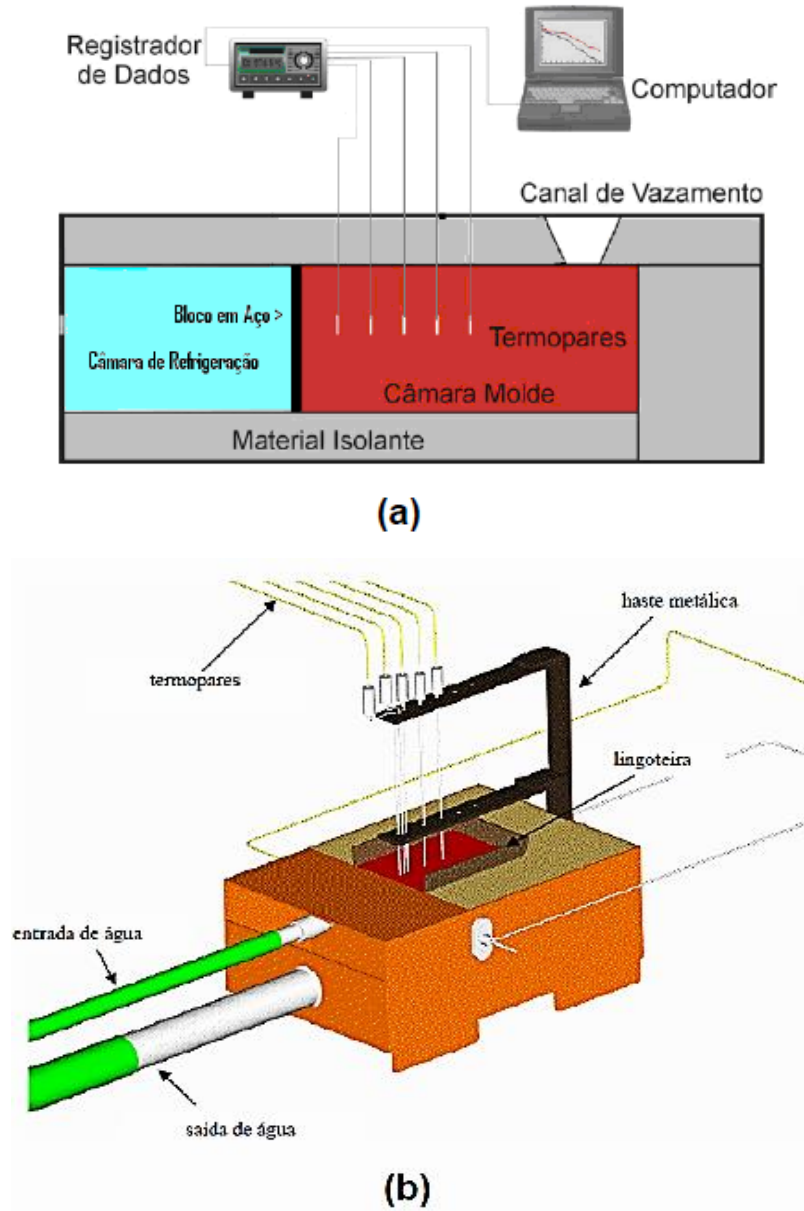 Registrador
de Dados
Computador
Canal de Vazamento
Bloco em Aço >
Termopares
Câmara de Refrigeração
Câmara Molde
Material Isolante
(a)
haste metálica
termopares
lingoteira
entrada de água
saída de água
(b)